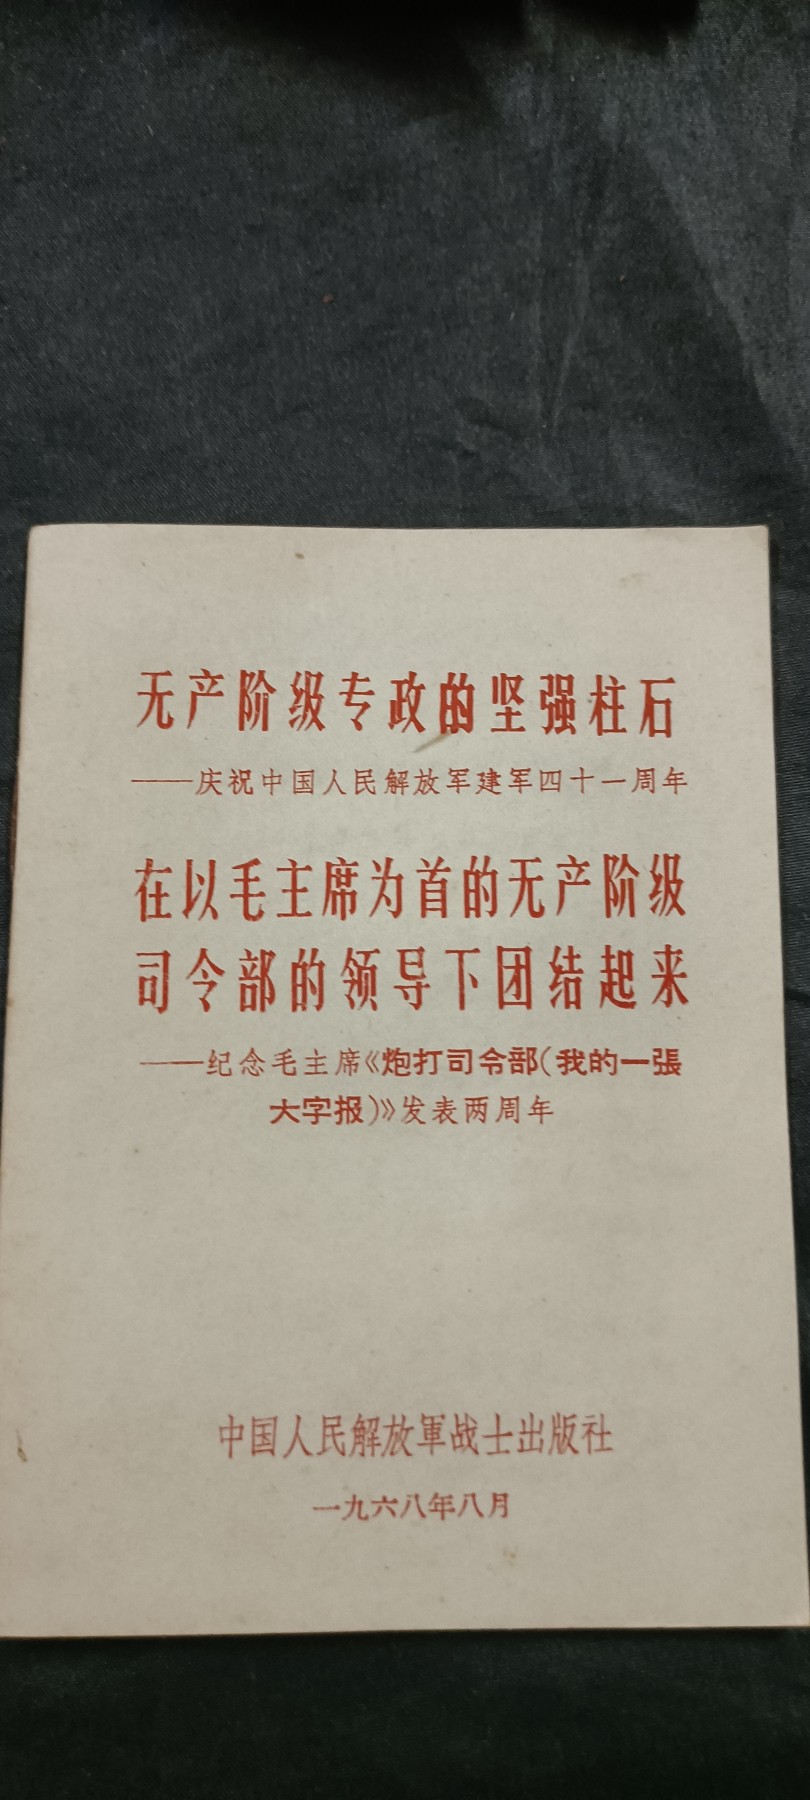 无产阶级专政的坚强柱石
——庆祝中国人民解放军建军四十一周年
在以毛主席为首的无产阶级
司令部的领导下团结起来
——纪念毛主席《炮打司令部(我的一張
大字报)》发表两周年
中国人民解放軍战士出版社
一九六八年八月